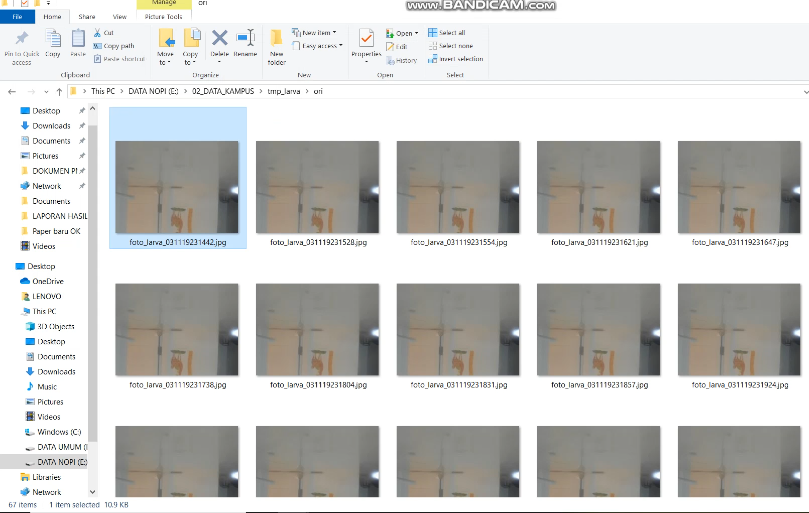 www.BANDICAM.com
Manage
ori
File
Home
Share
View
Picture Tools
Pin to Quick access
Copy
Paste
Cut
Copy path
Paste shortcut
Move to
Copy to
Delete
Rename
New folder
New item
Easy access
Properties
Open
Edit
History
Select all
Select none
Invert selection
Clipboard
Organize
New
Open
Select
This PC > DATA NOPI (E:) > 02_DATA_KAMPUS > tmp_larva > ori
Desktop
Downloads
Documents
Pictures
DOKUMEN P
Network
Documents
LAPORAN HASIL
Paper baru OK
Videos
Desktop
OneDrive
LENOVO
This PC
3D Objects
Desktop
Documents
Downloads
Music
Pictures
Videos
Windows (C:)
DATA UMUM (
DATA NOPI (E:)
Libraries
Network
foto_larva_031119231442.jpg
foto_larva_031119231528.jpg
foto_larva_031119231554.jpg
foto_larva_031119231621.jpg
foto_larva_031119231647.jpg
foto_larva_031119231738.jpg
foto_larva_031119231804.jpg
foto_larva_031119231831.jpg
foto_larva_031119231857.jpg
foto_larva_031119231924.jpg
67 items
1 item selected 10.9 KB